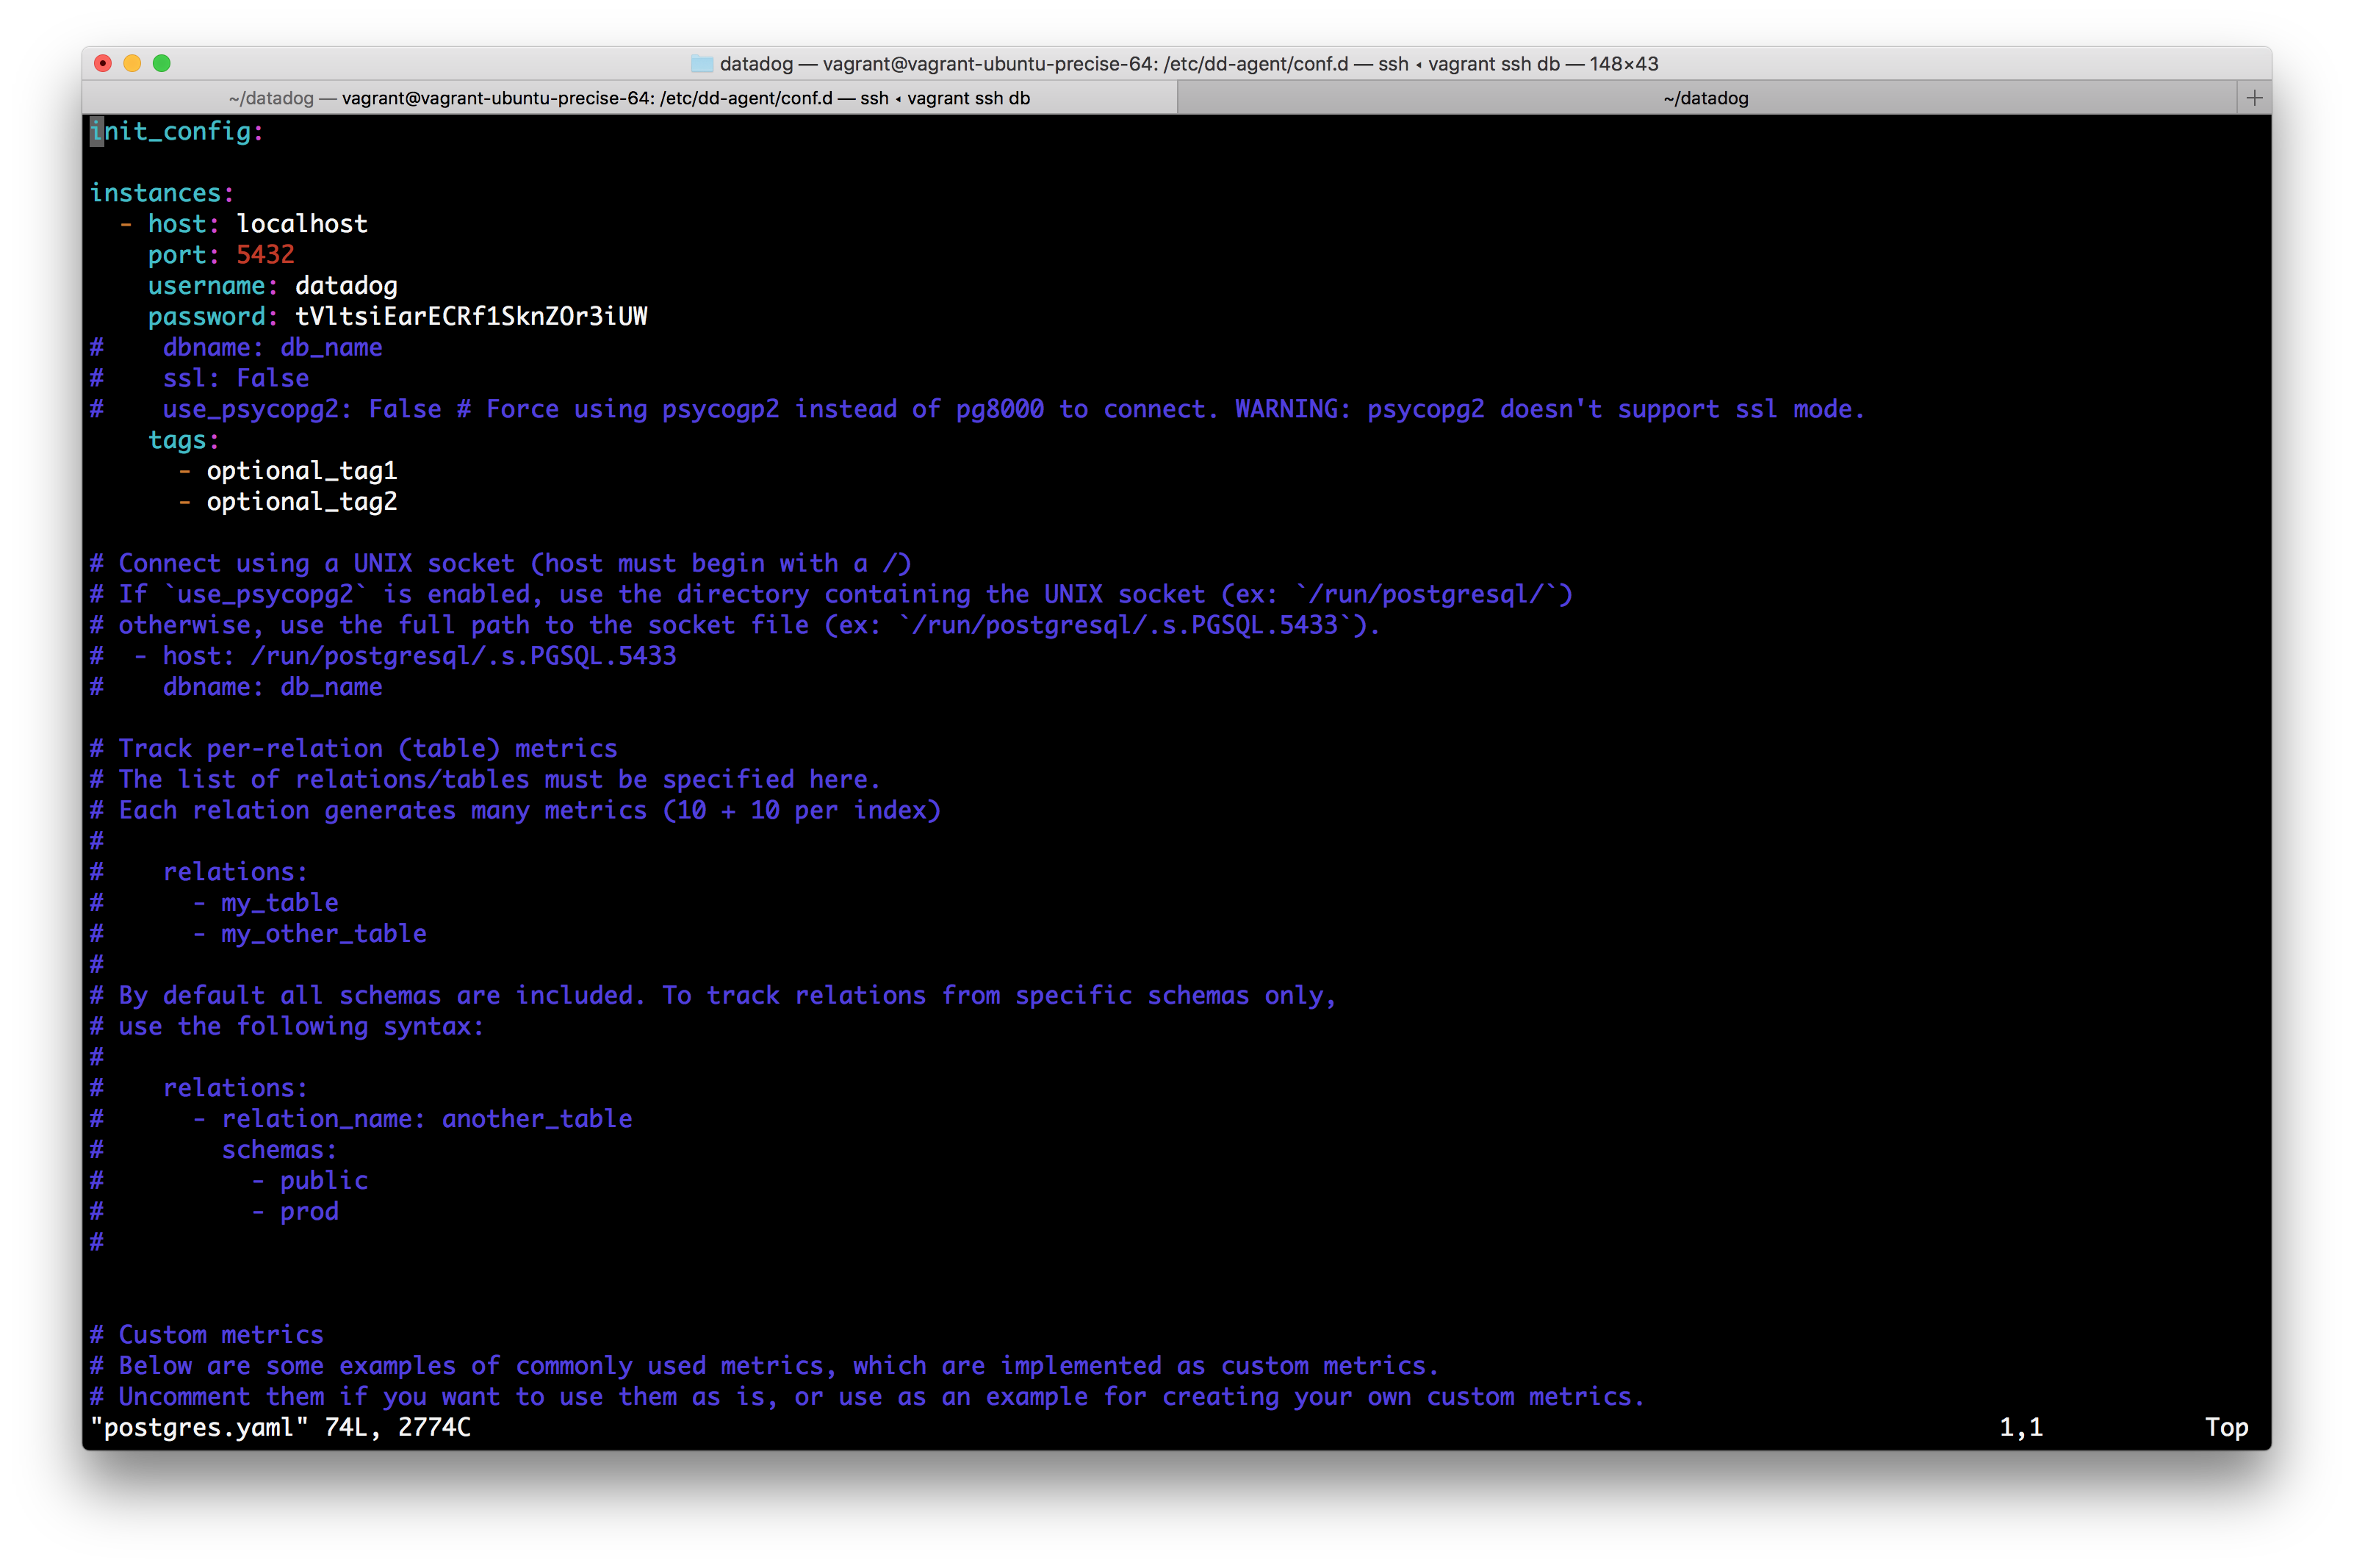 datadog — vagrant@vagrant-ubuntu-precise-64: /etc/dd-agent/conf.d — ssh ◂ vagrant ssh db — 148×43
~/datadog — vagrant@vagrant-ubuntu-precise-64: /etc/dd-agent/conf.d — ssh ◂ vagrant ssh db
~/datadog
init_config:
instances:
  - host: localhost
    port: 5432
    username: datadog
    password: tVltsiEarECRf1SknZOr3iUW
#    dbname: db_name
#    ssl: False
#    use_psycopg2: False # Force using psycogp2 instead of pg8000 to connect. WARNING: psycopg2 doesn't support ssl mode.
    tags:
      - optional_tag1
      - optional_tag2
# Connect using a UNIX socket (host must begin with a /)
# If `use_psycopg2` is enabled, use the directory containing the UNIX socket (ex: `/run/postgresql/`)
# otherwise, use the full path to the socket file (ex: `/run/postgresql/.s.PGSQL.5433`).
#  - host: /run/postgresql/.s.PGSQL.5433
#    dbname: db_name
# Track per-relation (table) metrics
# The list of relations/tables must be specified here.
# Each relation generates many metrics (10 + 10 per index)
#
#    relations:
#      - my_table
#      - my_other_table
#
# By default all schemas are included. To track relations from specific schemas only,
# use the following syntax:
#
#    relations:
#      - relation_name: another_table
#        schemas:
#          - public
#          - prod
#
# Custom metrics
# Below are some examples of commonly used metrics, which are implemented as custom metrics.
# Uncomment them if you want to use them as is, or use as an example for creating your own custom metrics.
"postgres.yaml" 74L, 2774C
1,1
Top